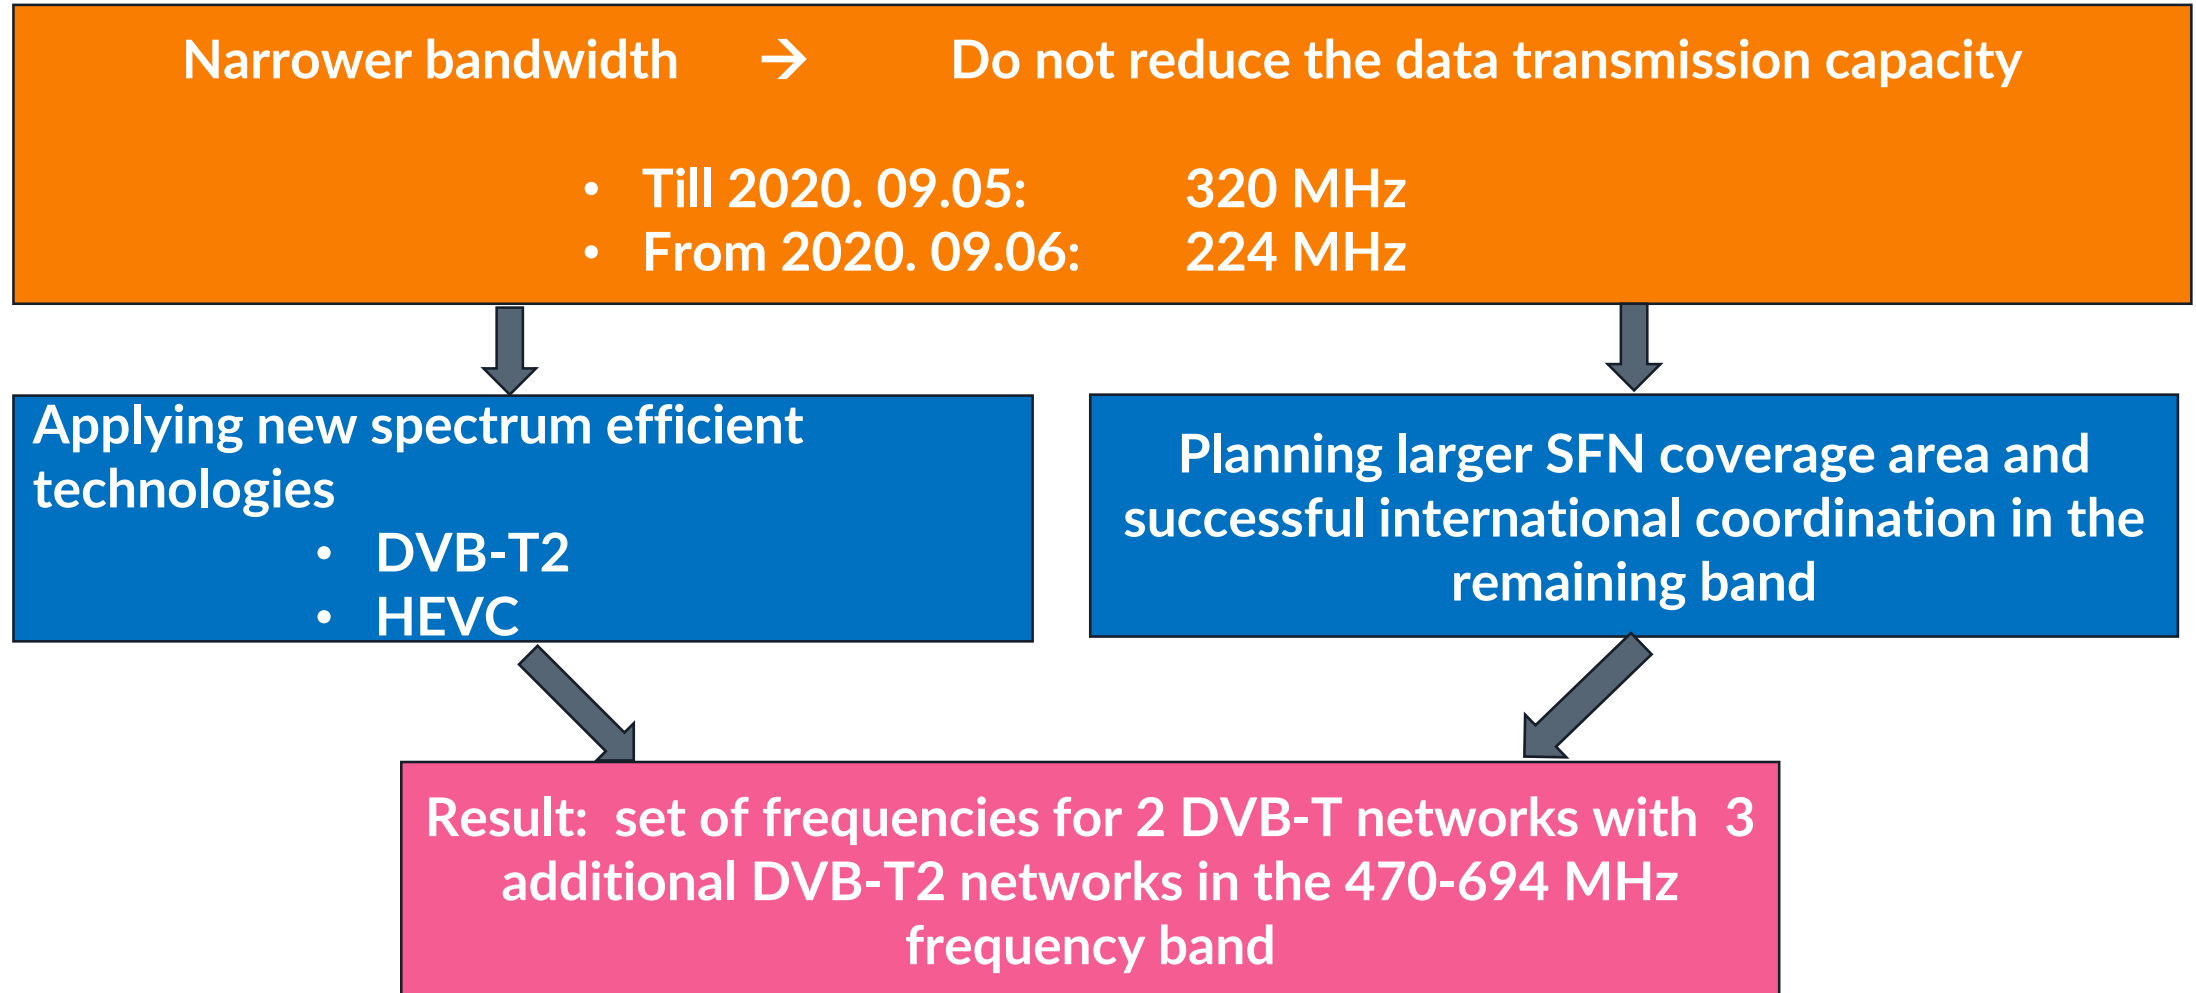 Narrower bandwidth → Do not reduce the data transmission capacity
• Till 2020. 09.05: 320 MHz
• From 2020. 09.06: 224 MHz
Applying new spectrum efficient
technologies
• DVB-T2
• HEVC
Planning larger SFN coverage area and
successful international coordination in the
remaining band
Result: set of frequencies for 2 DVB-T networks with 3
additional DVB-T2 networks in the 470-694 MHz
frequency band